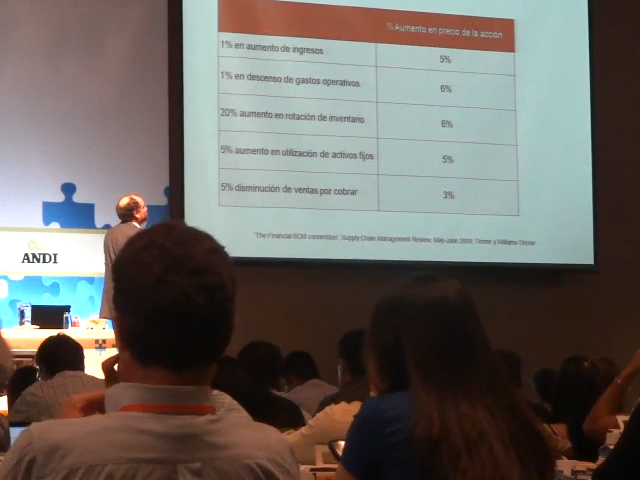 % Aumento en precio de la acción
1% en aumento de ingresos 5%
1% en descenso de gastos operativos 6%
20% aumento en rotación de inventario 6%
5% aumento en utilización de activos fijos 5%
5% disminución de ventas por cobrar 3%
"The Financial-SCM connection", Supply Chain Management Review, May-June 2000, Timme y Williams-Timme
ANDI